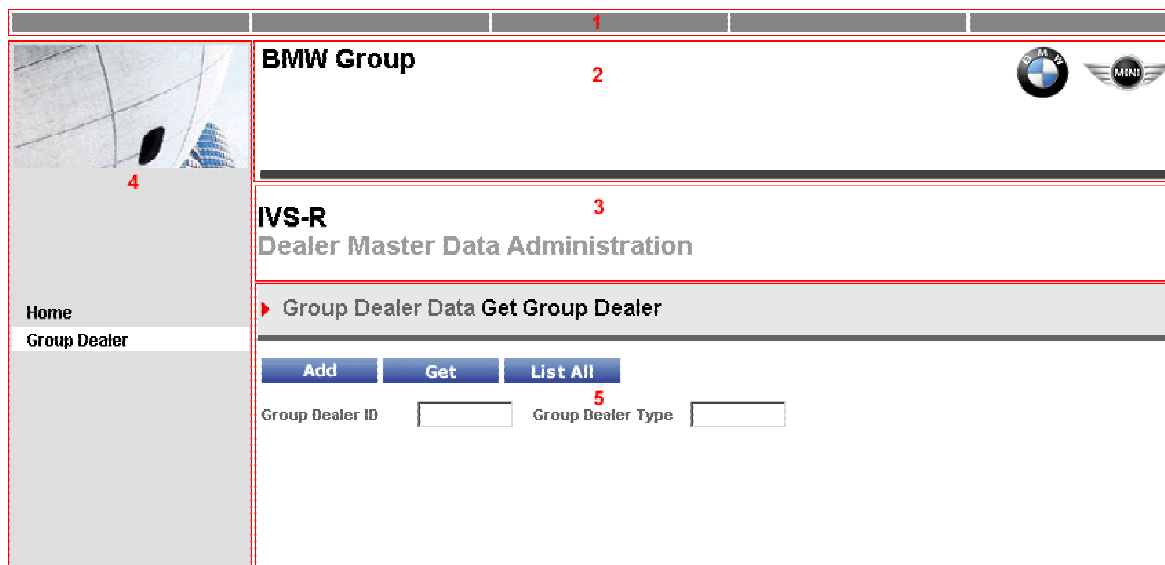 1
BMW Group
2
BMW
MINI
4
3
IVS-R
Dealer Master Data Administration
Home
Group Dealer
Group Dealer Data Get Group Dealer
Add Get List All
5
Group Dealer ID Group Dealer Type